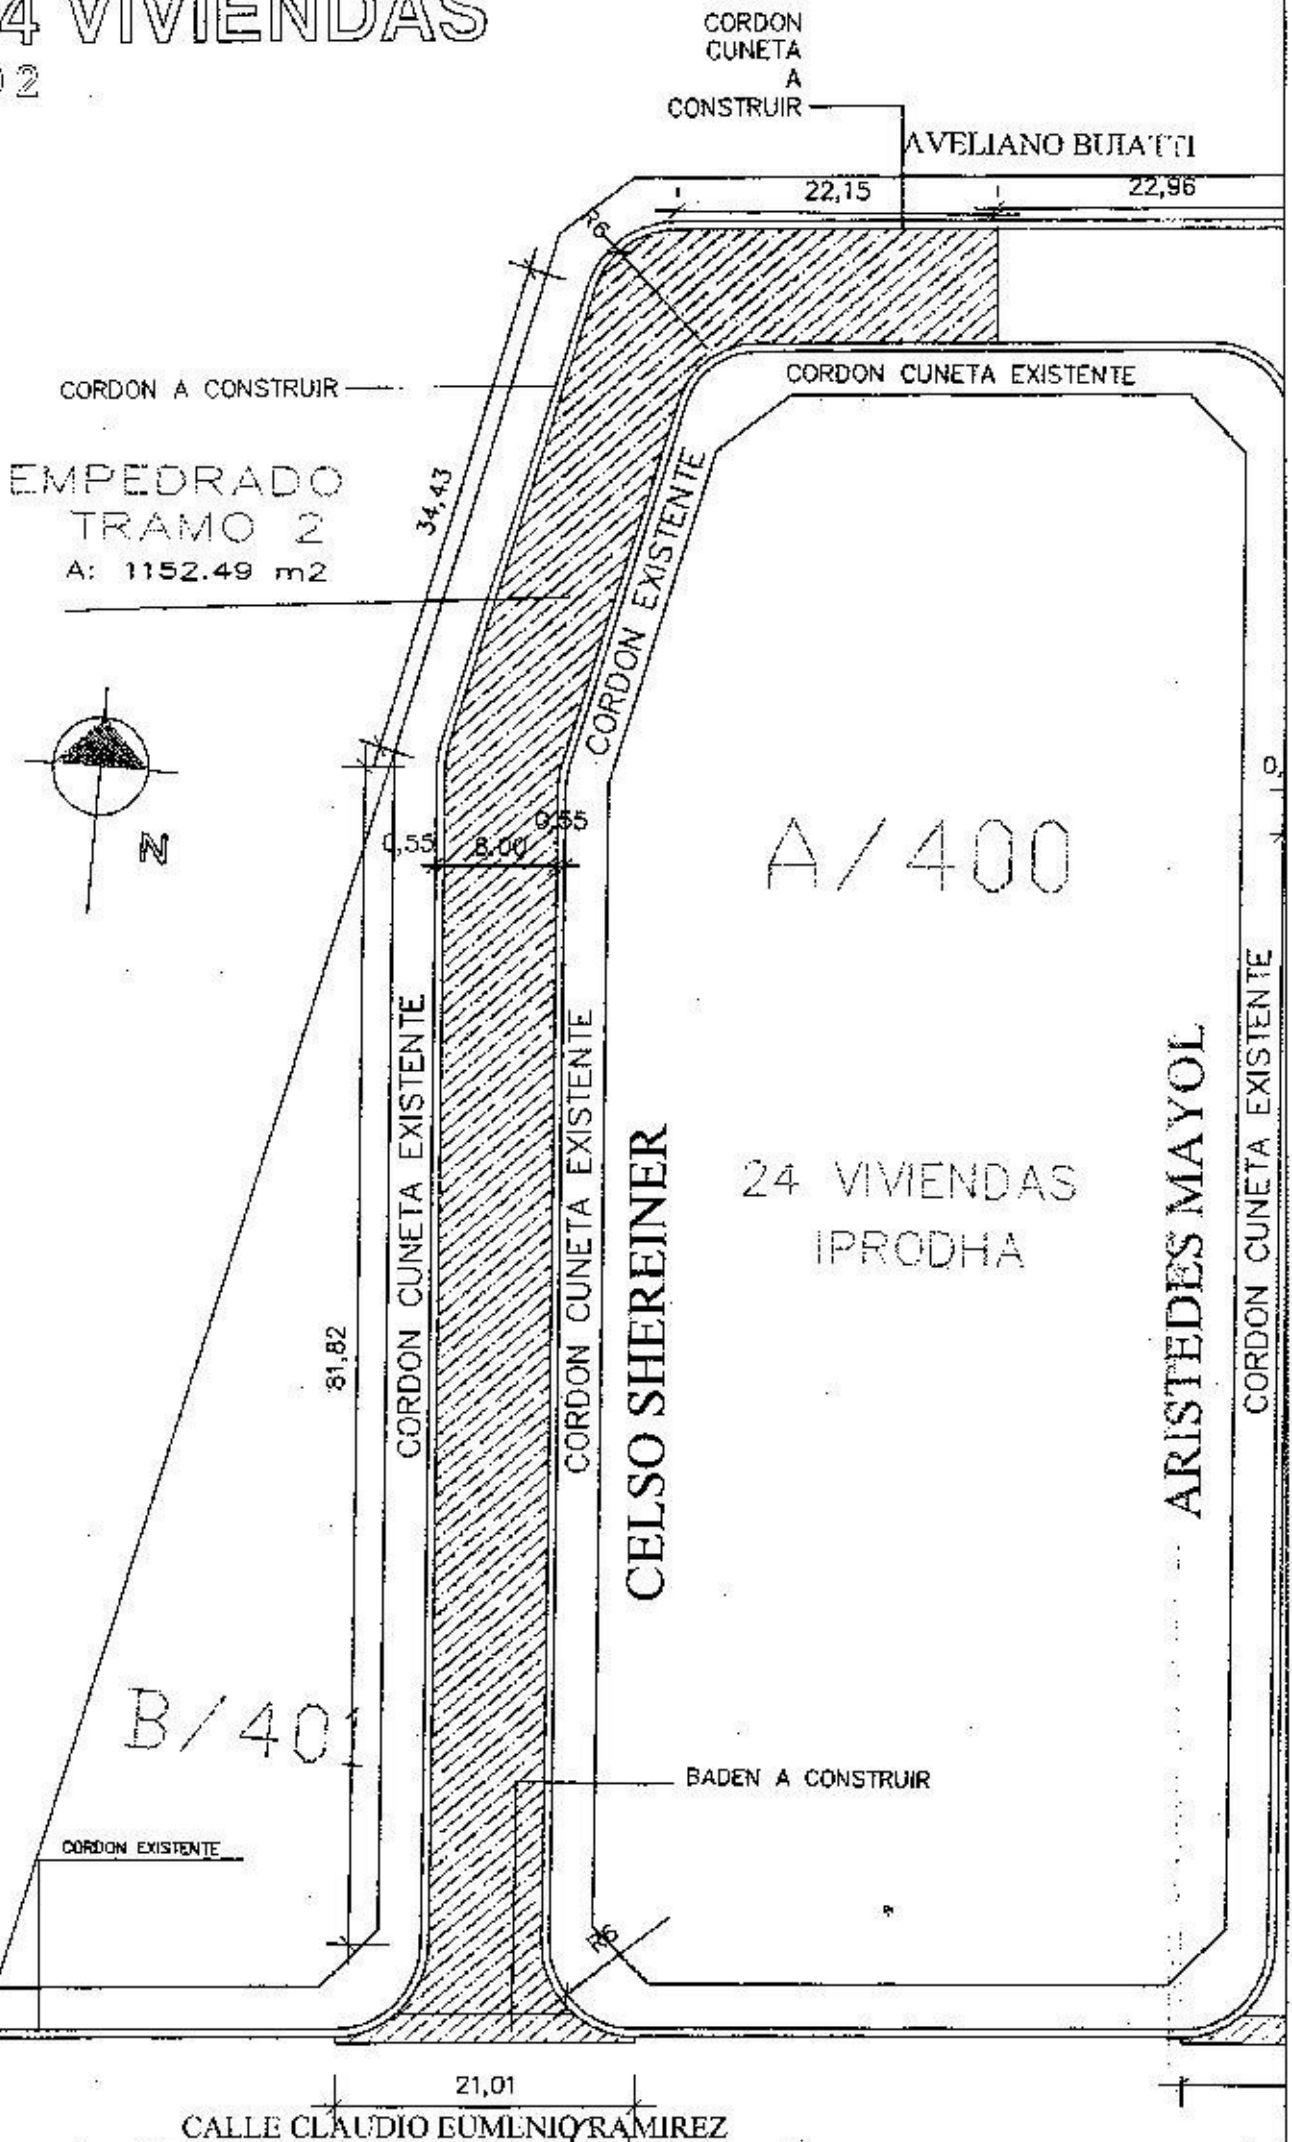 4 VIVIENDAS
02
CORDON
CUNETA
A
CONSTRUIR
AVELIANO BUIATTI
22,15
22,96
R6
CORDON CUNETA EXISTENTE
CORDON A CONSTRUIR
EMPEDRADO
TRAMO 2
A: 1152.49 m2
34,43
CORDON EXISTENTE
N
0,55
8.00
0,55
0,
A/400
CORDON CUNETA EXISTENTE
CORDON CUNETA EXISTENTE
CELSO SHEREINER
24 VIVIENDAS
IPRODHA
ARISTEDES MAYOL
CORDON CUNETA EXISTENTE
81,82
B/401
BADEN A CONSTRUIR
CORDON EXISTENTE
R6
21,01
CALLE CLAUDIO EUMENIO RAMIREZ